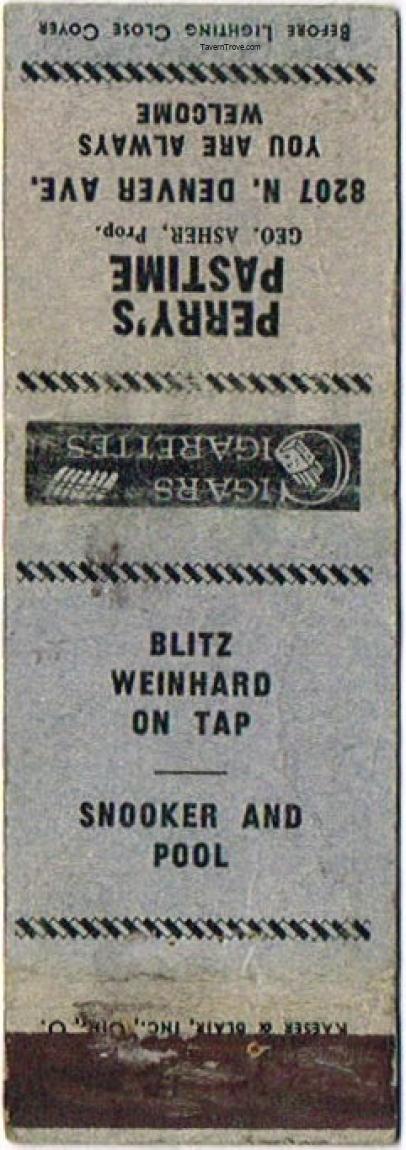 BEFORE LIGHTING CLOSE COVER
TavernTrove.com
PERRY'S
PASTIME
GEO. ASHER, Prop.
8207 N. DENVER AVE.
YOU ARE ALWAYS
WELCOME
CIGARS
CIGARETTES
BLITZ
WEINHARD
ON TAP
SNOOKER AND
POOL
KAESER & BLAIR, INC., CIN., O.